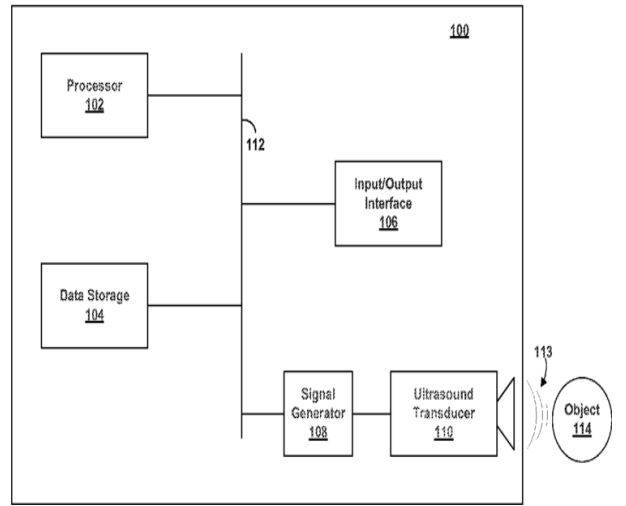 100
Processor
102
112
Input/Output
Interface
106
Data Storage
104
113
Signal
Generator
108
Ultrasound
Transducer
110
Object
114